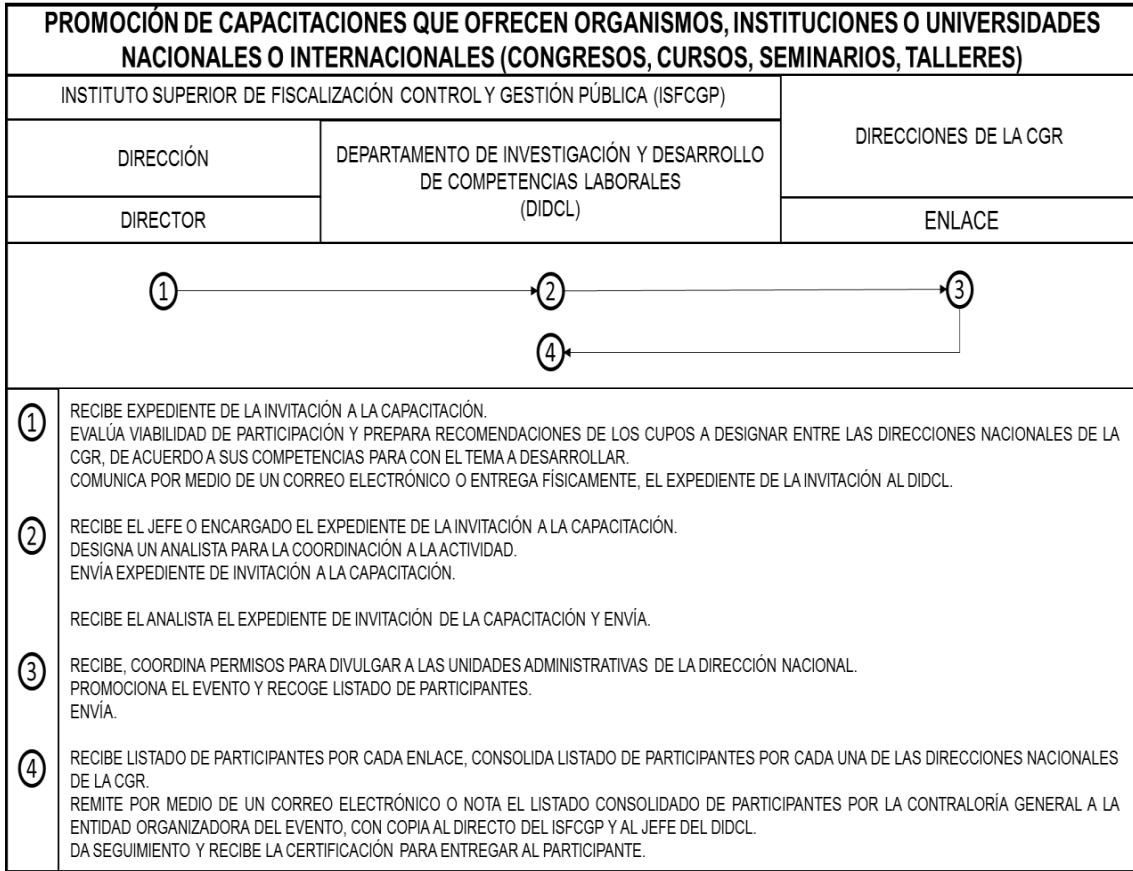 PROMOCIÓN DE CAPACITACIONES QUE OFRECEN ORGANISMOS, INSTITUCIONES O UNIVERSIDADES
NACIONALES O INTERNACIONALES (CONGRESOS, CURSOS, SEMINARIOS, TALLERES)
INSTITUTO SUPERIOR DE FISCALIZACIÓN CONTROL Y GESTIÓN PÚBLICA (ISFCGP)
DIRECCIONES DE LA CGR
DIRECCIÓN
DEPARTAMENTO DE INVESTIGACIÓN Y DESARROLLO
DE COMPETENCIAS LABORALES
(DIDCL)
DIRECTOR
ENLACE
1
2
3
4
1
RECIBE EXPEDIENTE DE LA INVITACIÓN A LA CAPACITACIÓN.
EVALÚA VIABILIDAD DE PARTICIPACIÓN Y PREPARA RECOMENDACIONES DE LOS CUPOS A DESIGNAR ENTRE LAS DIRECCIONES NACIONALES DE LA
CGR, DE ACUERDO A SUS COMPETENCIAS PARA CON EL TEMA A DESARROLLAR.
COMUNICA POR MEDIO DE UN CORREO ELECTRÓNICO O ENTREGA FÍSICAMENTE, EL EXPEDIENTE DE LA INVITACIÓN AL DIDCL.
2
RECIBE EL JEFE O ENCARGADO EL EXPEDIENTE DE LA INVITACIÓN A LA CAPACITACIÓN.
DESIGNA UN ANALISTA PARA LA COORDINACIÓN A LA ACTIVIDAD.
ENVÍA EXPEDIENTE DE INVITACIÓN A LA CAPACITACIÓN.
RECIBE EL ANALISTA EL EXPEDIENTE DE INVITACIÓN DE LA CAPACITACIÓN Y ENVÍA.
3
RECIBE, COORDINA PERMISOS PARA DIVULGAR A LAS UNIDADES ADMINISTRATIVAS DE LA DIRECCIÓN NACIONAL.
PROMOCIONA EL EVENTO Y RECOGE LISTADO DE PARTICIPANTES.
ENVÍA.
4
RECIBE LISTADO DE PARTICIPANTES POR CADA ENLACE, CONSOLIDA LISTADO DE PARTICIPANTES POR CADA UNA DE LAS DIRECCIONES NACIONALES
DE LA CGR.
REMITE POR MEDIO DE UN CORREO ELECTRÓNICO O NOTA EL LISTADO CONSOLIDADO DE PARTICIPANTES POR LA CONTRALORÍA GENERAL A LA
ENTIDAD ORGANIZADORA DEL EVENTO, CON COPIA AL DIRECTO DEL ISFCGP Y AL JEFE DEL DIDCL.
DA SEGUIMIENTO Y RECIBE LA CERTIFICACIÓN PARA ENTREGAR AL PARTICIPANTE.